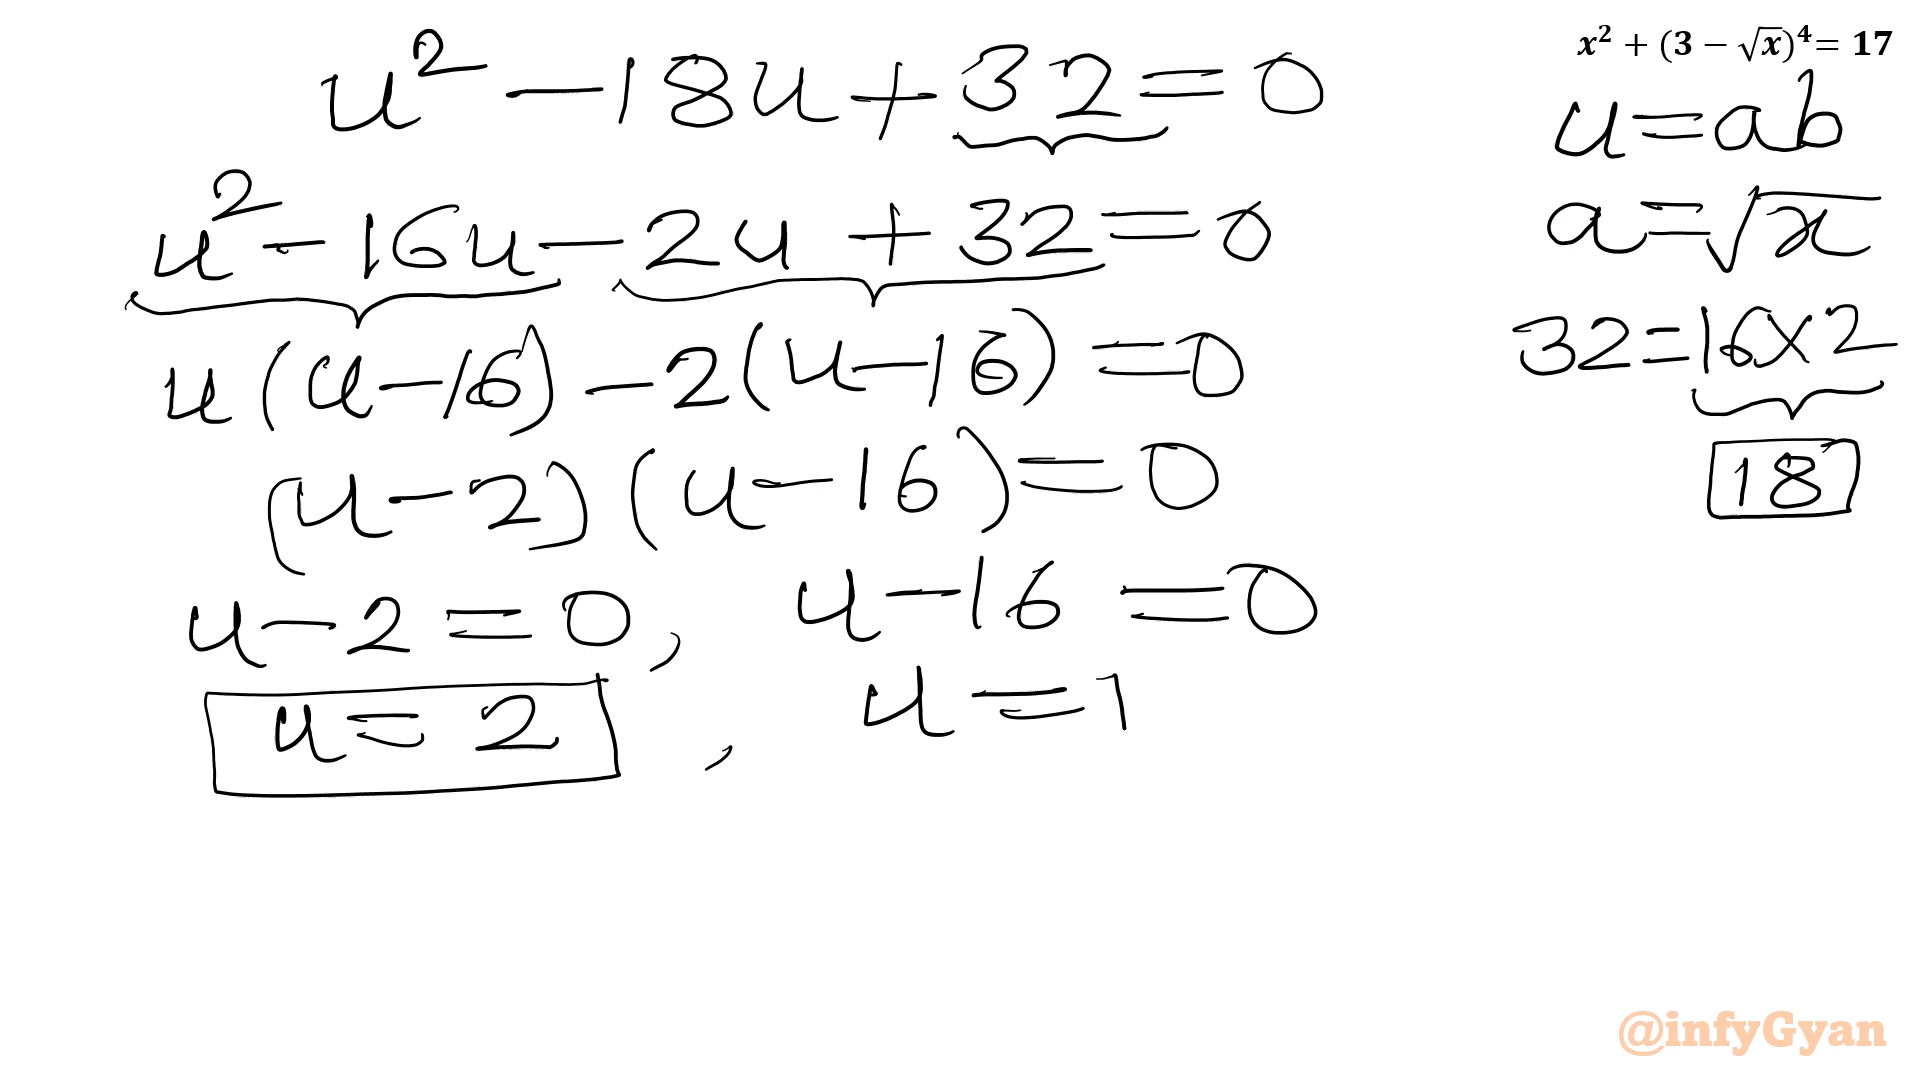 x² + (3 − √x)⁴= 17
u² − 18u + 32 = 0
u = ab
u² − 16u − 2u + 32 = 0
a = √x
u(u − 16) − 2(u − 16) = 0
32 = 16 × 2
(u − 2)(u − 16) = 0
18
u − 2 = 0, u − 16 = 0
u = 2, u = 1
@infyGyan